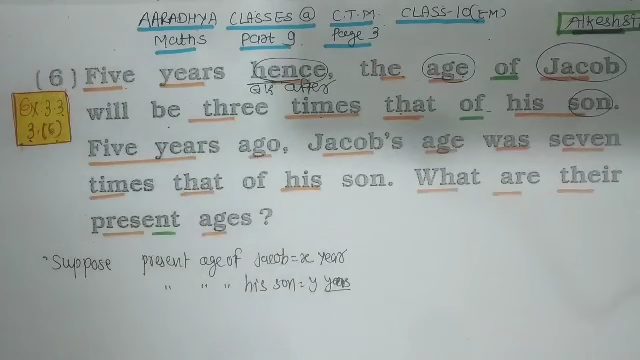 AARADHYA CLASSES @ C.T.M. CLASS-10 (EM)
Maths Part 9 Page 3
(6) Five years hence, the age of Jacob
after
Ex 3.3
3.(6)
will be three times that of his son.
Five years ago, Jacob's age was seven
times that of his son. What are their
present ages?
Suppose present age of Jacob = x year
" " " his son = y years